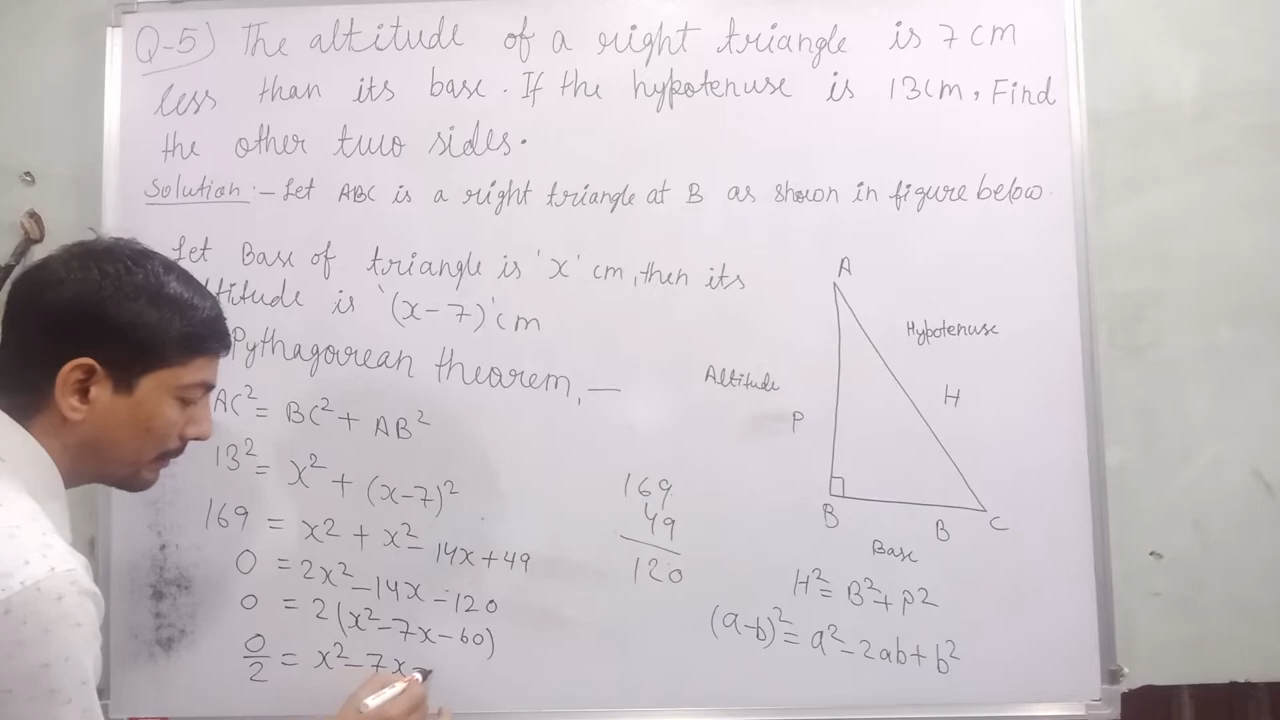 Q-5) The altitude of a right triangle is 7 cm
less than its base. If the hypotenuse is 13cm, Find
the other two sides.
Solution :- Let ABC is a right triangle at B as shown in figure below.
Let Base of triangle is 'x' cm, then its
titude is '(x-7)' cm
Pythagorean theorem, —
AC² = BC² + AB²
13² = x² + (x-7)²
169 = x² + x² - 14x + 49
0 = 2x² - 14x - 120
0 = 2(x² - 7x - 60)
0/2 = x² - 7x -
169
49
120
A
Hypotenuse
Altitude
H
P
B
B
C
Base
H² = B² + P²
(a-b)² = a² - 2ab + b²